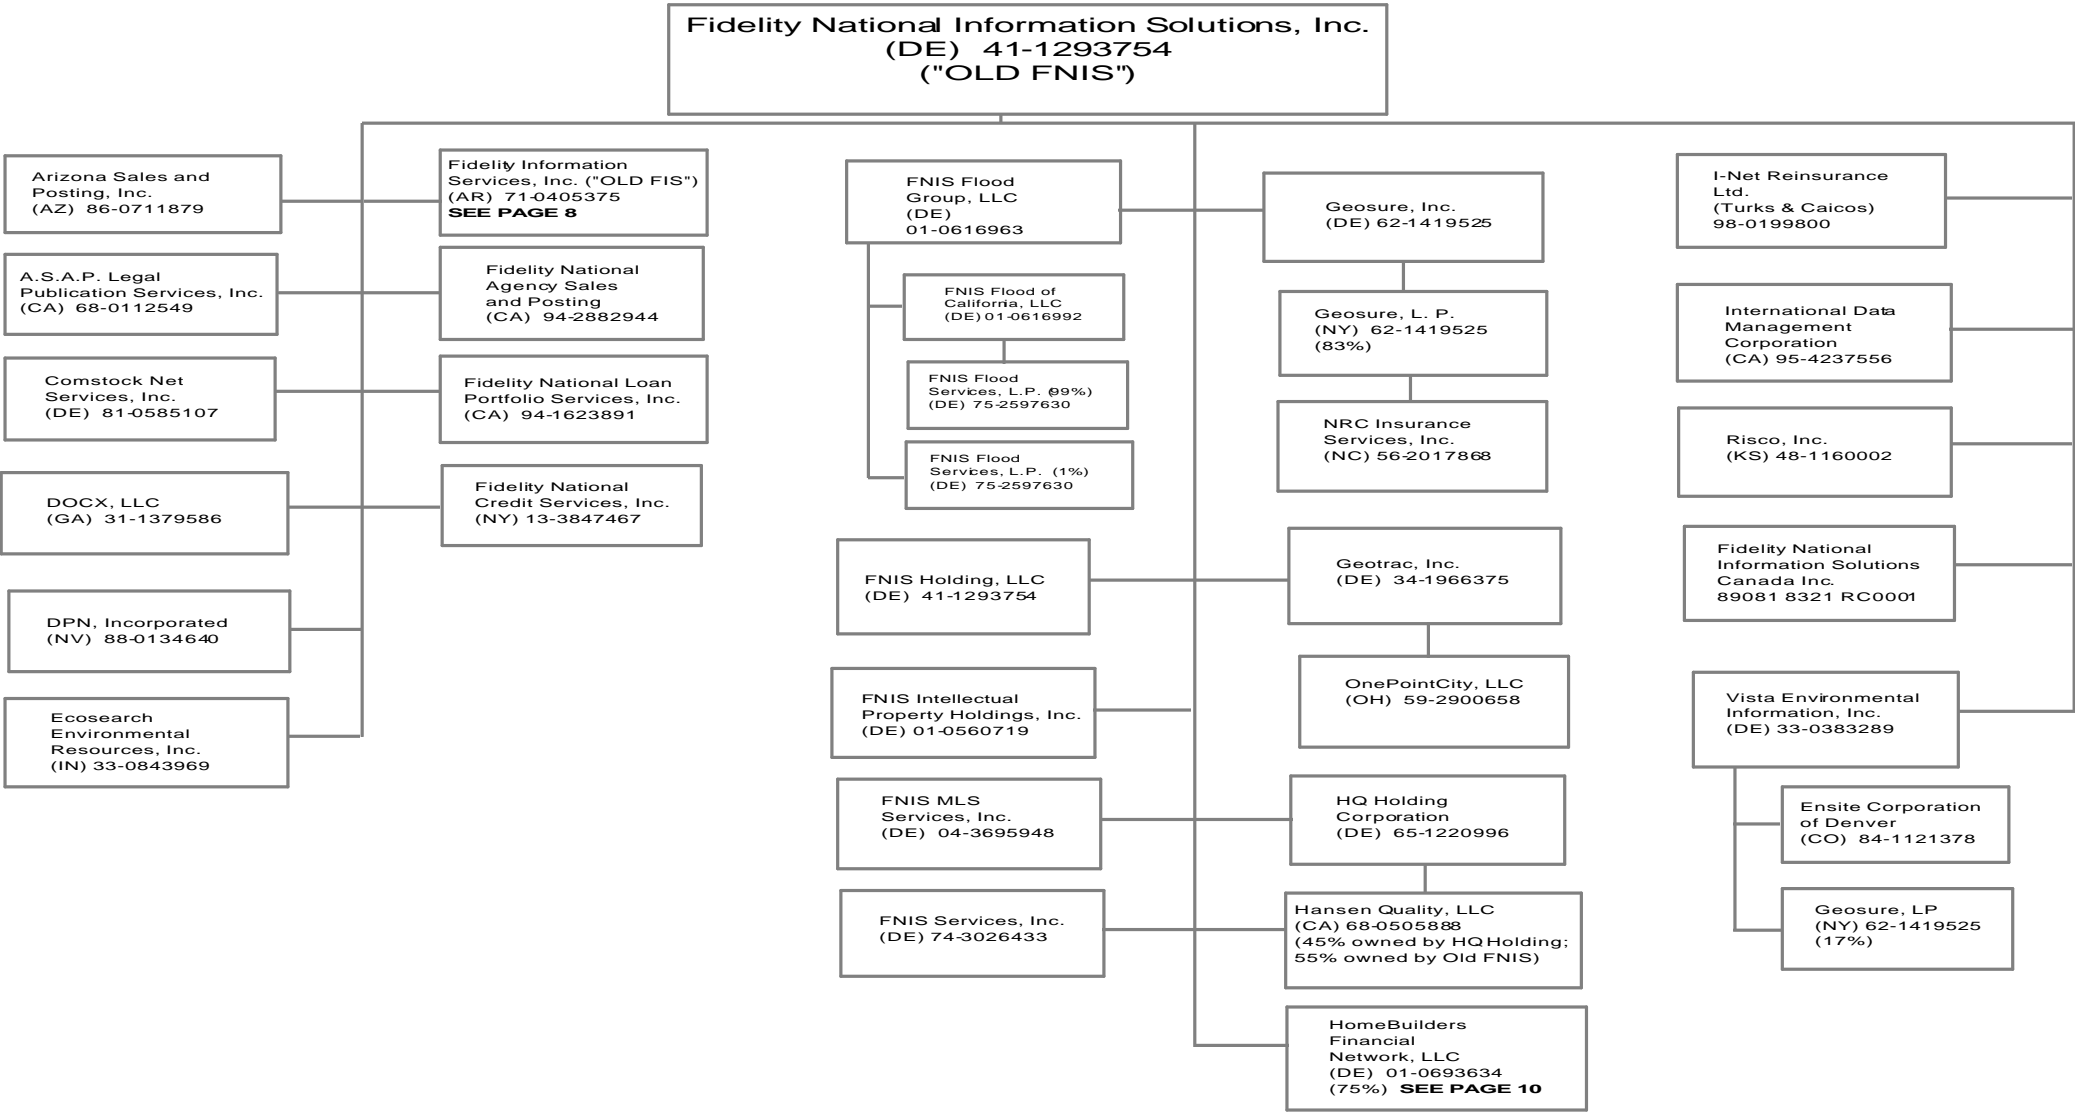 Fidelity National Information Solutions, Inc.
(DE) 41-1293754
("OLD FNIS")
Arizona Sales and
Posting, Inc.
(AZ) 86-0711879
Fidelity Information
Services, Inc. ("OLD FIS")
(AR) 71-0405375
SEE PAGE 8
A.S.A.P. Legal
Publication Services, Inc.
(CA) 68-0112549
Fidelity National
Agency Sales
and Posting
(CA) 94-2882944
Comstock Net
Services, Inc.
(DE) 81-0585107
Fidelity National Loan
Portfolio Services, Inc.
(CA) 94-1623891
DOCX, LLC
(GA) 31-1379586
Fidelity National
Credit Services, Inc.
(NY) 13-3847467
DPN, Incorporated
(NV) 88-0134640
Ecosearch
Environmental
Resources, Inc.
(IN) 33-0843969
FNIS Flood
Group, LLC
(DE)
01-0616963
FNIS Flood of
California, LLC
(DE) 01-0616992
FNIS Flood
Services, L.P. (99%)
(DE) 75-2597630
FNIS Flood
Services, L.P. (1%)
(DE) 75-2597630
Geosure, Inc.
(DE) 62-1419525
Geosure, L. P.
(NY) 62-1419525
(83%)
NRC Insurance
Services, Inc.
(NC) 56-2017868
FNIS Holding, LLC
(DE) 41-1293754
Geotrac, Inc.
(DE) 34-1966375
OnePointCity, LLC
(OH) 59-2900658
FNIS Intellectual
Property Holdings, Inc.
(DE) 01-0560719
FNIS MLS
Services, Inc.
(DE) 04-3695948
HQ Holding
Corporation
(DE) 65-1220996
FNIS Services, Inc.
(DE) 74-3026433
Hansen Quality, LLC
(CA) 68-0505888
(45% owned by HQ Holding;
55% owned by Old FNIS)
HomeBuilders
Financial
Network, LLC
(DE) 01-0693634
(75%) SEE PAGE 10
I-Net Reinsurance
Ltd.
(Turks & Caicos)
98-0199800
International Data
Management
Corporation
(CA) 95-4237556
Risco, Inc.
(KS) 48-1160002
Fidelity National
Information Solutions
Canada Inc.
89081 8321 RC0001
Vista Environmental
Information, Inc.
(DE) 33-0383289
Ensite Corporation
of Denver
(CO) 84-1121378
Geosure, LP
(NY) 62-1419525
(17%)